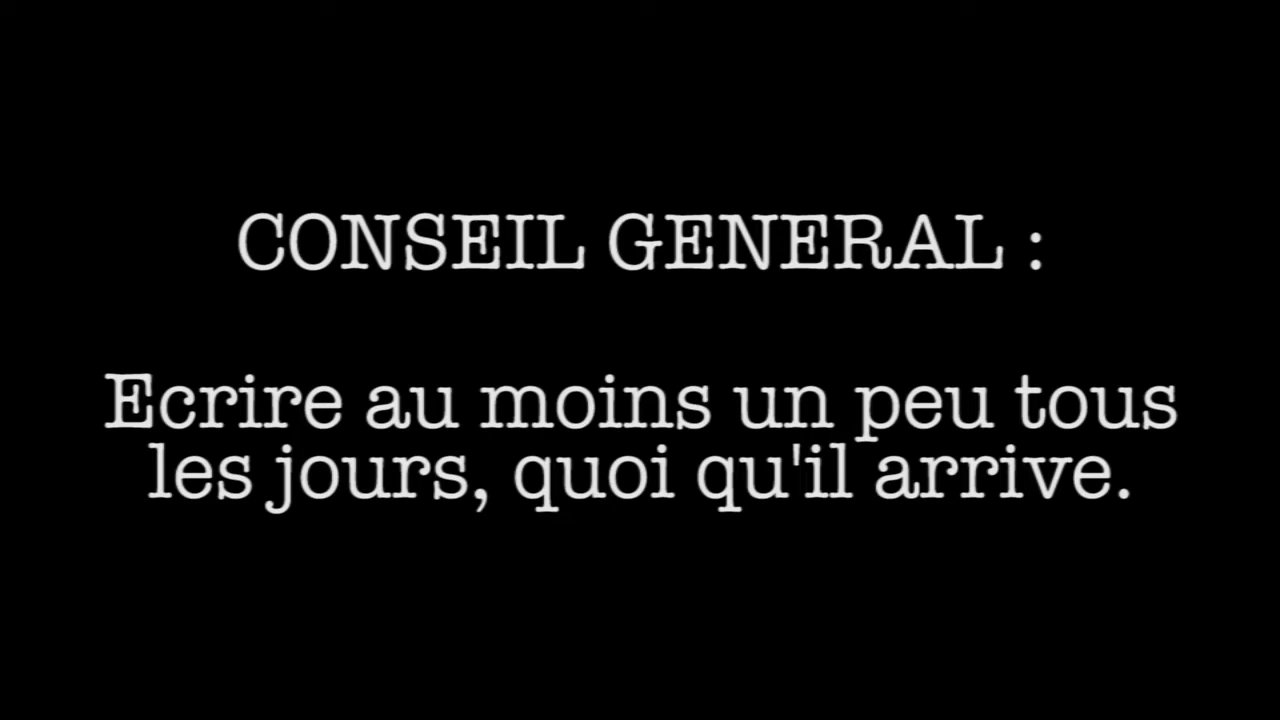 CONSEIL GENERAL :
Ecrire au moins un peu tous
les jours, quoi qu'il arrive.